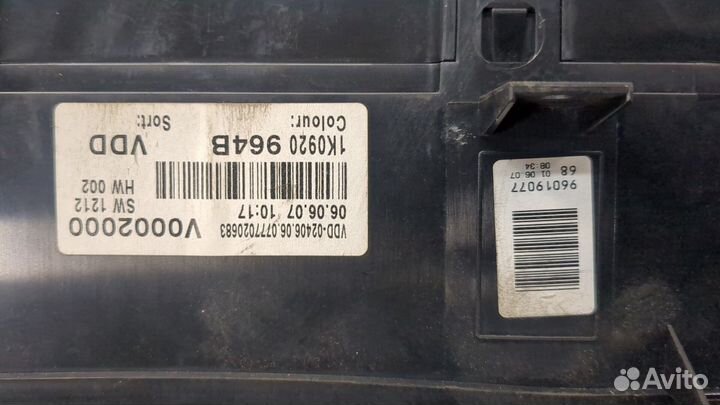 VDD-02406.06.0777020683
V0002000
06.06.07 10:17
SW 1212
HW 002
1K0920 964B
VDD
Colour:
Sort:
96019077
68 01 06.07
08 34
Avito